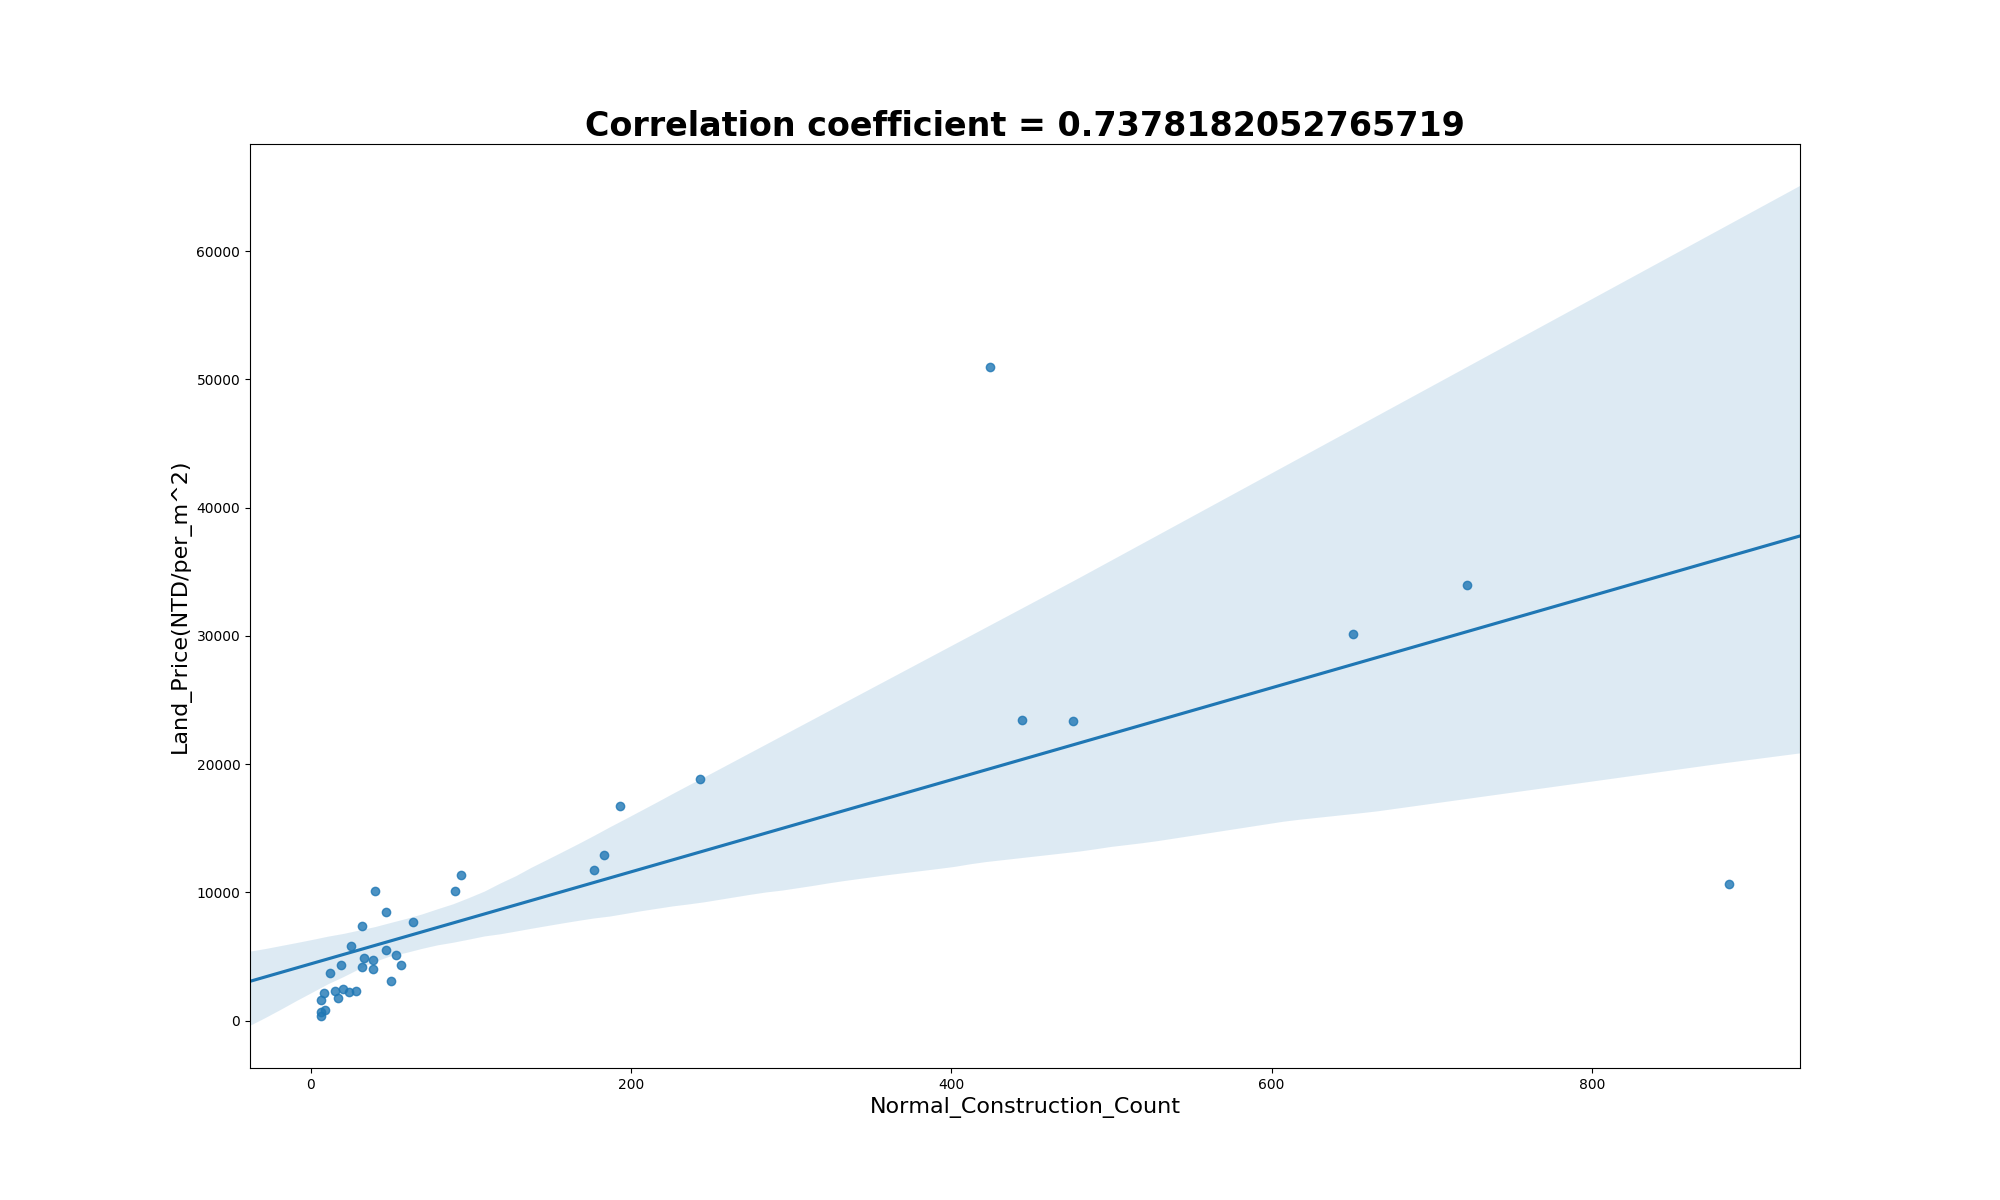 Correlation coefficient = 0.7378182052765719
60000
50000
40000
30000
20000
10000
0
Land_Price(NTD/per_m^2)
0 200 400 600 800
Normal_Construction_Count